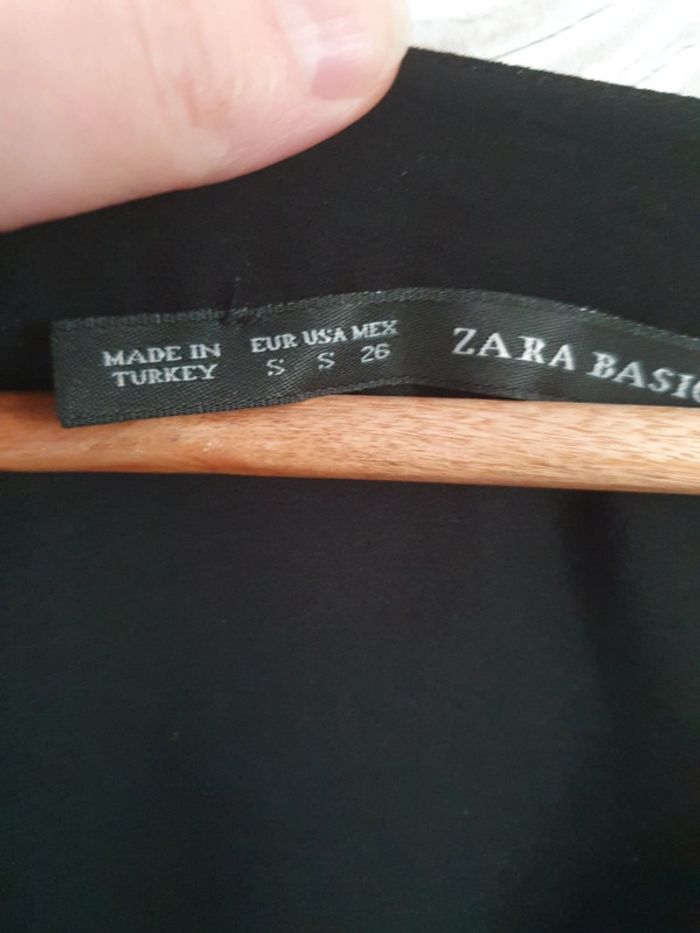 MADE IN
TURKEY
EUR USA MEX
S S 26
ZARA BASIC